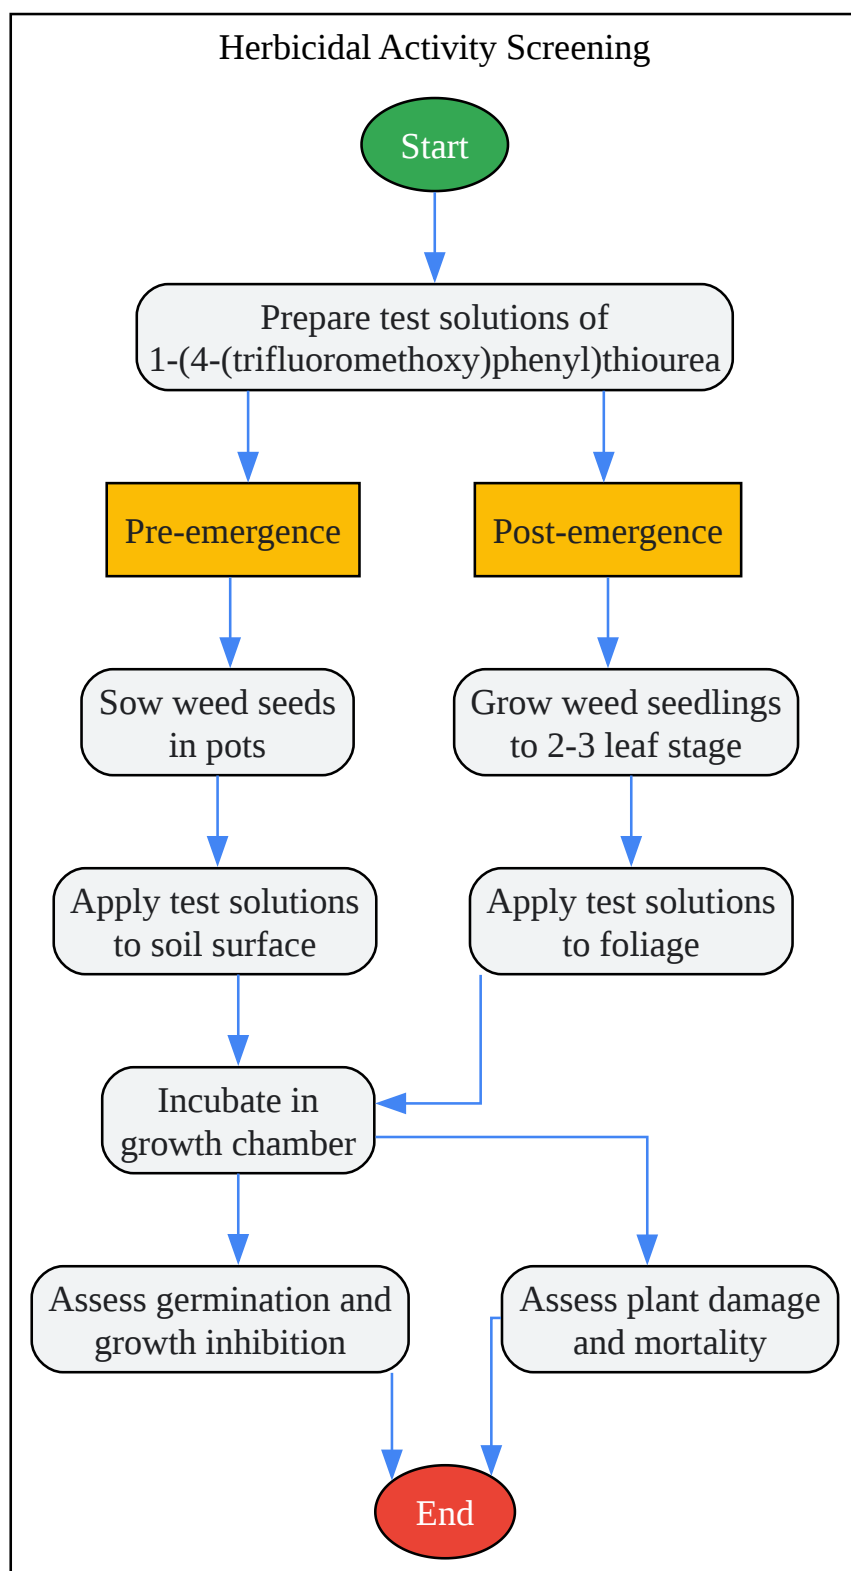 Herbicidal Activity Screening
Start
Prepare test solutions of
1-(4-(trifluoromethoxy)phenyl)thiourea
Pre-emergence
Post-emergence
Sow weed seeds
in pots
Grow weed seedlings
to 2-3 leaf stage
Apply test solutions
to soil surface
Apply test solutions
to foliage
Incubate in
growth chamber
Assess germination and
growth inhibition
Assess plant damage
and mortality
End